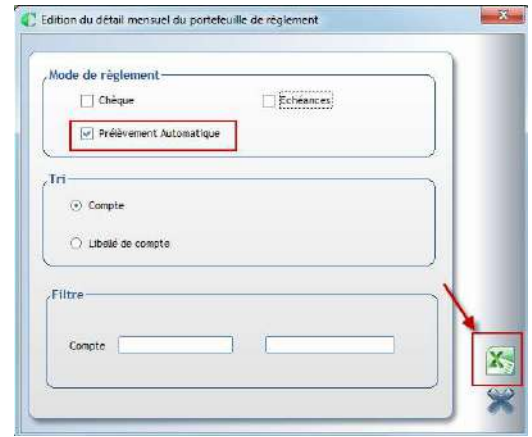 Edition du détail mensuel du portefeuille de règlement
Mode de règlement
Chèque
Echéances
Prélèvement Automatique
Tri
Compte
Libellé de compte
Filtre
Compte